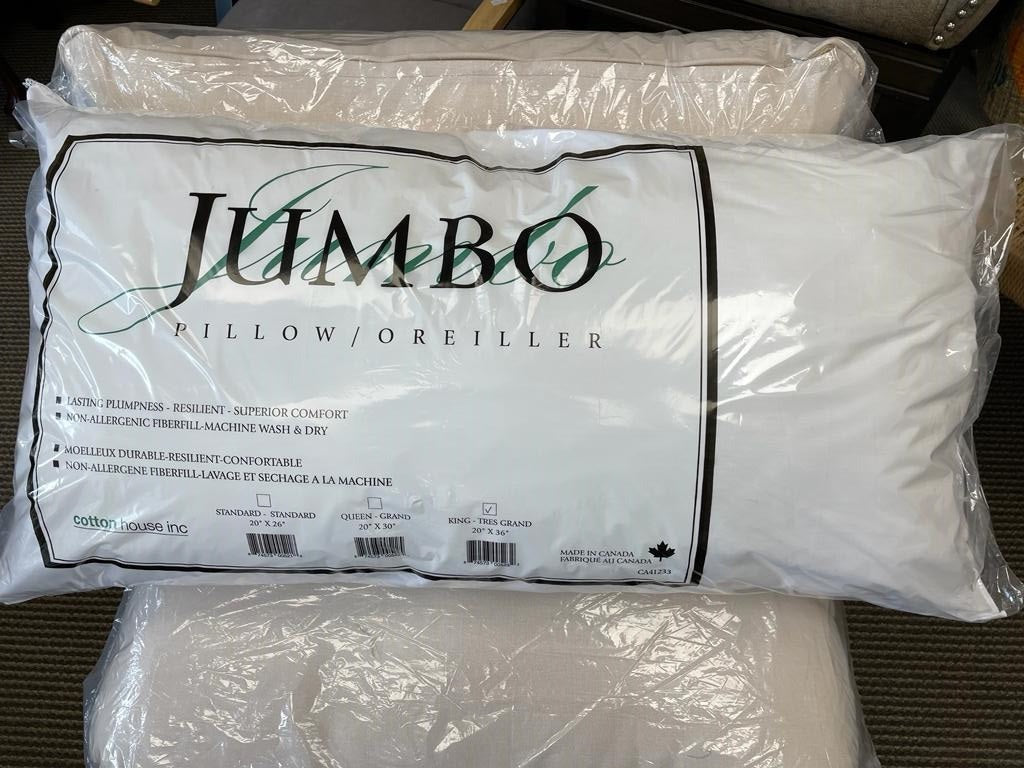 JUMBO
Jumbo
PILLOW/OREILLER
LASTING PLUMPNESS - RESILIENT - SUPERIOR COMFORT
NON-ALLERGENIC FIBERFILL-MACHINE WASH & DRY
MOELLEUX DURABLE-RESILIENT-CONFORTABLE
NON-ALLERGENE FIBERFILL-LAVAGE ET SECHAGE A LA MACHINE
cotton house inc
STANDARD - STANDARD
20" X 26"
QUEEN - GRAND
20" X 30"
KING - TRES GRAND
20" X 36"
MADE IN CANADA
FABRIQUÉ AU CANADA
CA41233